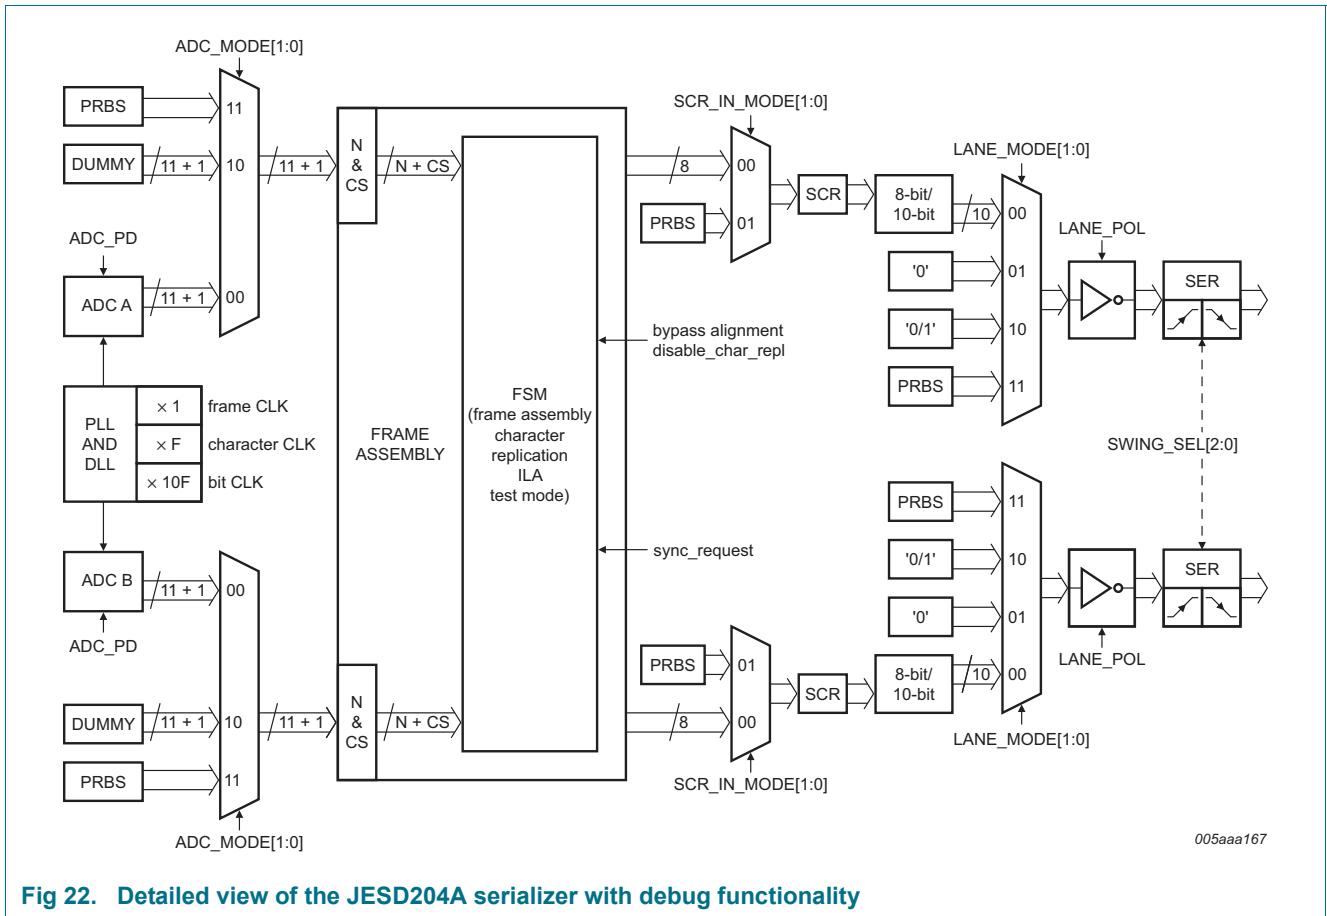 ADC_MODE[1:0]
PRBS
11
DUMMY
11 + 1
10
11 + 1
N
&
CS
N + CS
ADC_PD
ADC A
11 + 1
00
PLL
AND
DLL
× 1
frame CLK
× F
character CLK
× 10F
bit CLK
ADC B
11 + 1
00
ADC_PD
DUMMY
11 + 1
10
11 + 1
N
&
CS
N + CS
PRBS
11
ADC_MODE[1:0]
FRAME
ASSEMBLY
FSM
(frame assembly
character
replication
ILA
test mode)
bypass alignment
disable_char_repl
sync_request
SCR_IN_MODE[1:0]
8
00
PRBS
01
SCR
8-bit/
10-bit
10
00
LANE_MODE[1:0]
'0'
01
'0/1'
10
PRBS
11
LANE_POL
SER
SWING_SEL[2:0]
PRBS
11
'0/1'
10
'0'
01
8-bit/
10-bit
10
00
LANE_MODE[1:0]
PRBS
01
8
00
SCR
SCR_IN_MODE[1:0]
LANE_POL
SER
005aaa167
Fig 22. Detailed view of the JESD204A serializer with debug functionality